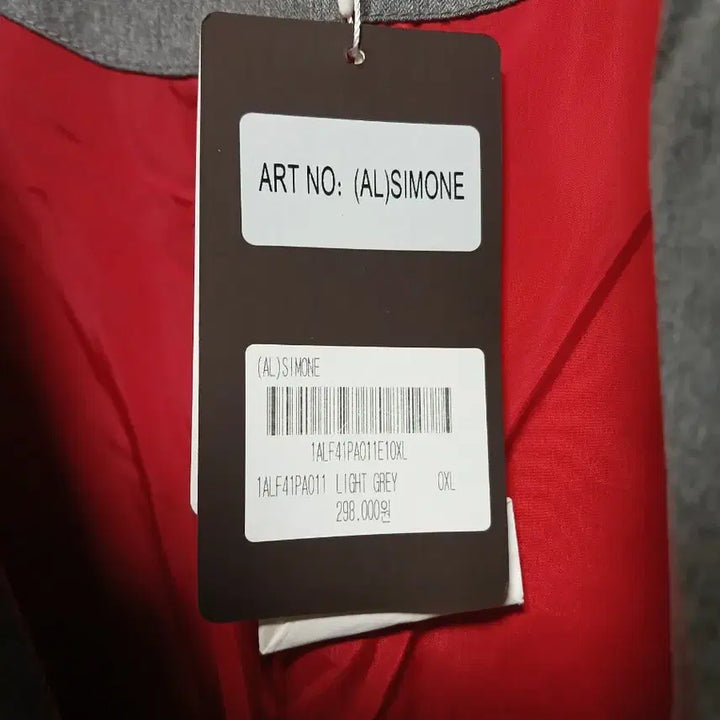 ART NO: (AL)SIMONE
(AL)SIMONE
1ALF41PA011E10XL
1ALF41PA011 LIGHT GREY 0XL
298.000원